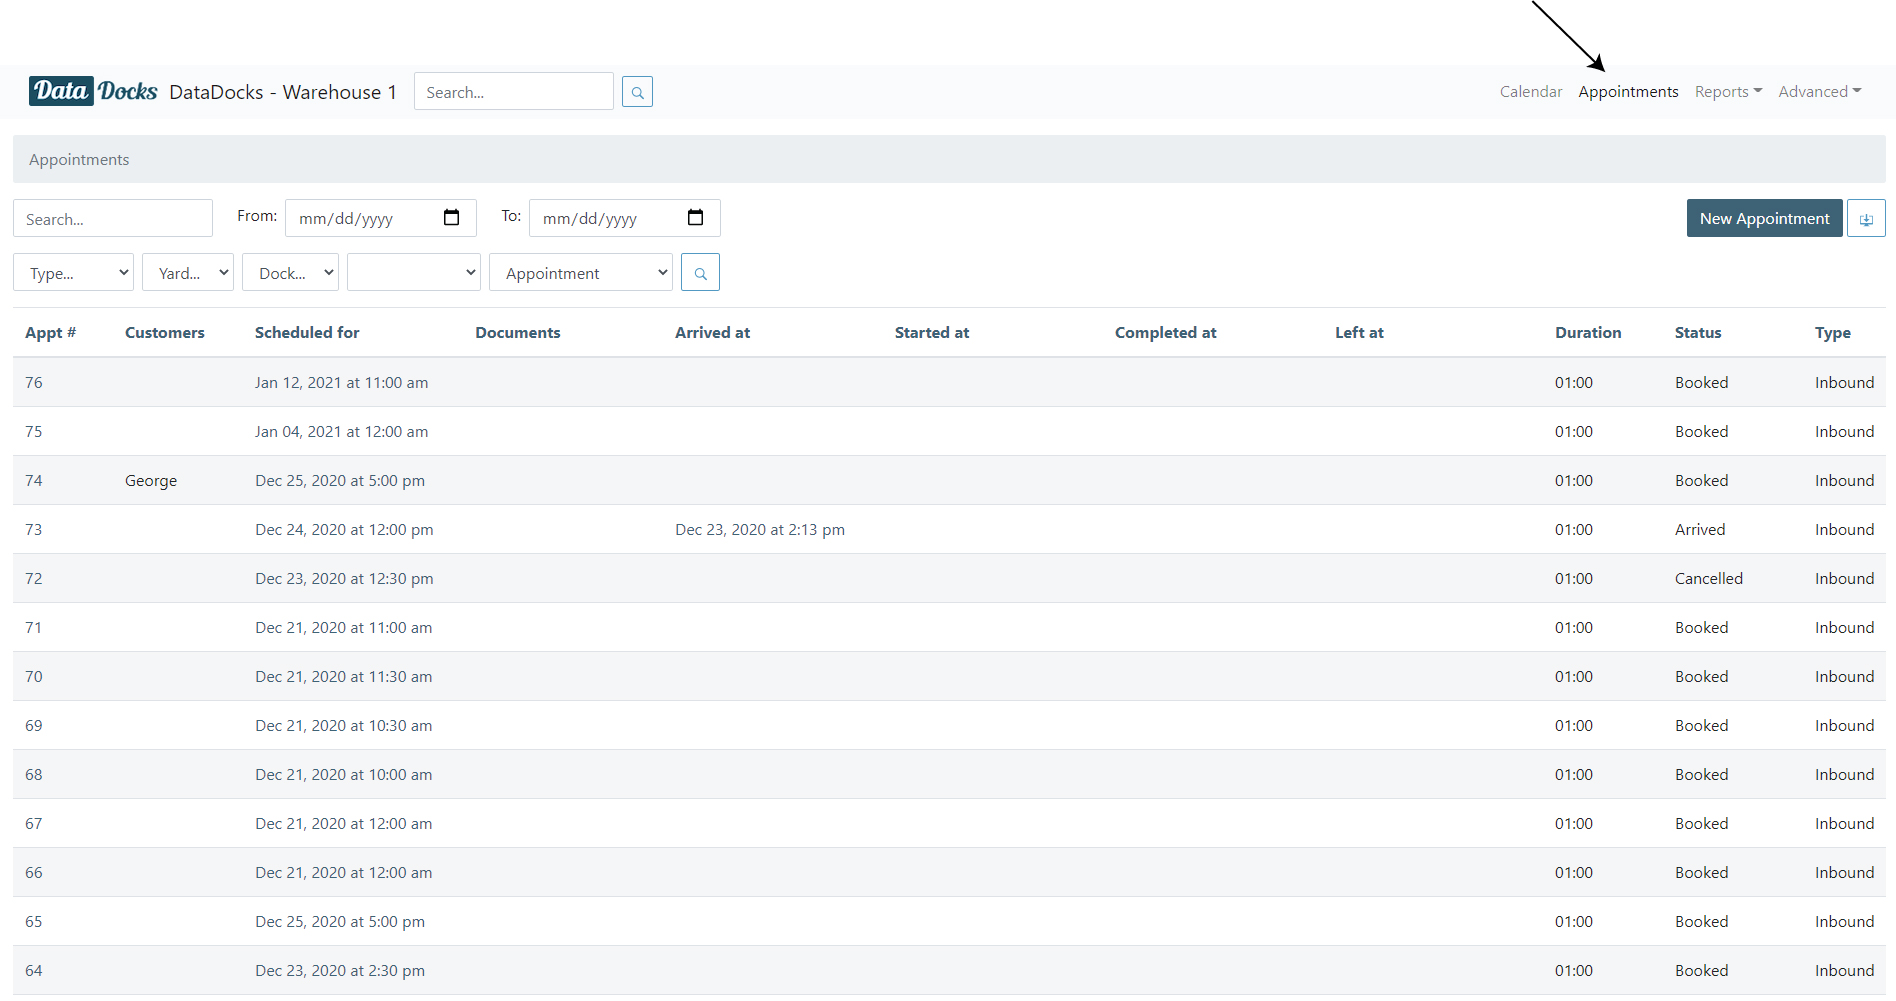 Data Docks DataDocks - Warehouse 1 Search... Calendar Appointments Reports Advanced
Appointments
Search... From: mm/dd/yyyy To: mm/dd/yyyy New Appointment
Type... Yard... Dock... Appointment
Appt # Customers Scheduled for Documents Arrived at Started at Completed at Left at Duration Status Type
76 Jan 12, 2021 at 11:00 am 01:00 Booked Inbound
75 Jan 04, 2021 at 12:00 am 01:00 Booked Inbound
74 George Dec 25, 2020 at 5:00 pm 01:00 Booked Inbound
73 Dec 24, 2020 at 12:00 pm Dec 23, 2020 at 2:13 pm 01:00 Arrived Inbound
72 Dec 23, 2020 at 12:30 pm 01:00 Cancelled Inbound
71 Dec 21, 2020 at 11:00 am 01:00 Booked Inbound
70 Dec 21, 2020 at 11:30 am 01:00 Booked Inbound
69 Dec 21, 2020 at 10:30 am 01:00 Booked Inbound
68 Dec 21, 2020 at 10:00 am 01:00 Booked Inbound
67 Dec 21, 2020 at 12:00 am 01:00 Booked Inbound
66 Dec 21, 2020 at 12:00 am 01:00 Booked Inbound
65 Dec 25, 2020 at 5:00 pm 01:00 Booked Inbound
64 Dec 23, 2020 at 2:30 pm 01:00 Booked Inbound